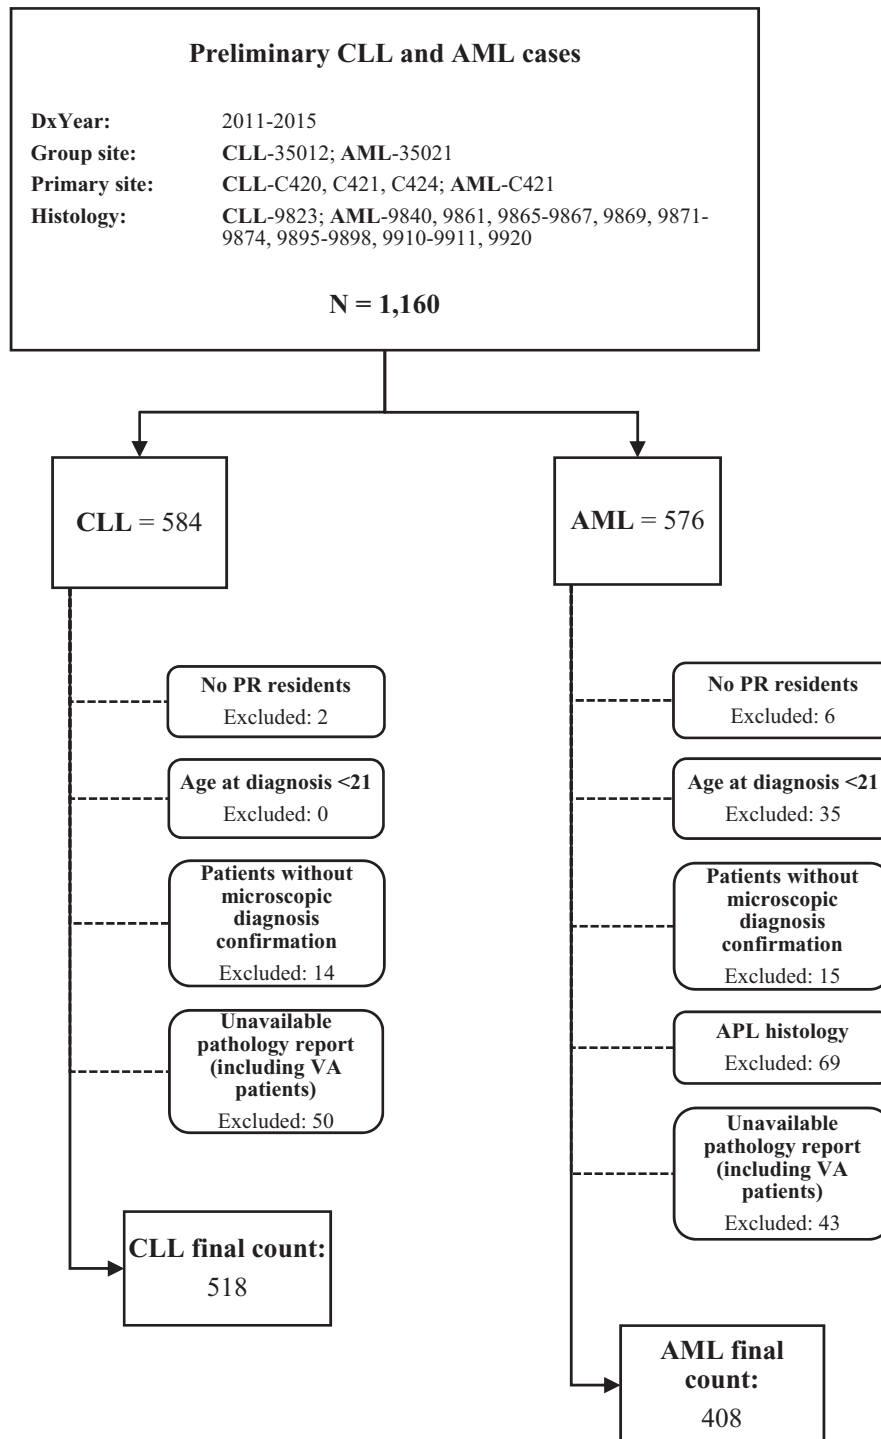 Preliminary CLL and AML cases
DxYear: 2011-2015
Group site: CLL-35012; AML-35021
Primary site: CLL-C420, C421, C424; AML-C421
Histology: CLL-9823; AML-9840, 9861, 9865-9867, 9869, 9871-
9874, 9895-9898, 9910-9911, 9920
N = 1,160
CLL = 584
No PR residents
Excluded: 2
Age at diagnosis <21
Excluded: 0
Patients without
microscopic
diagnosis
confirmation
Excluded: 14
Unavailable
pathology report
(including VA
patients)
Excluded: 50
CLL final count:
518
AML = 576
No PR residents
Excluded: 6
Age at diagnosis <21
Excluded: 35
Patients without
microscopic
diagnosis
confirmation
Excluded: 15
APL histology
Excluded: 69
Unavailable
pathology report
(including VA
patients)
Excluded: 43
AML final
count:
408